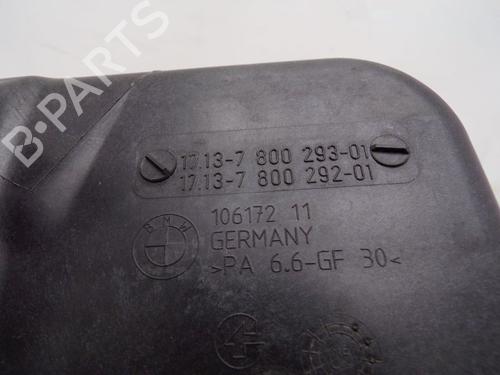 B-PARTS
17.13-7 800 293-01
17.13-7 800 292-01
BMW
106172 11
GERMANY
>PA 6.6-GF 30<